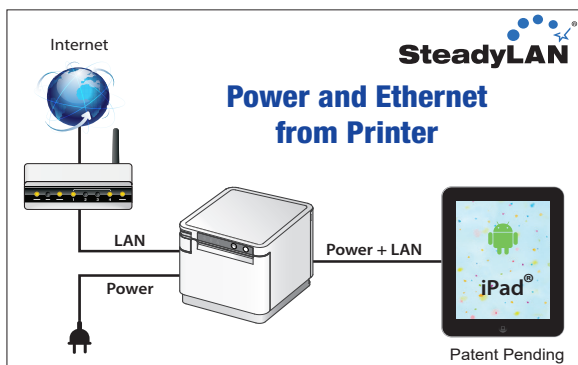 Internet
SteadyLAN®
Power and Ethernet
from Printer
LAN
Power + LAN
Power
iPad®
Patent Pending